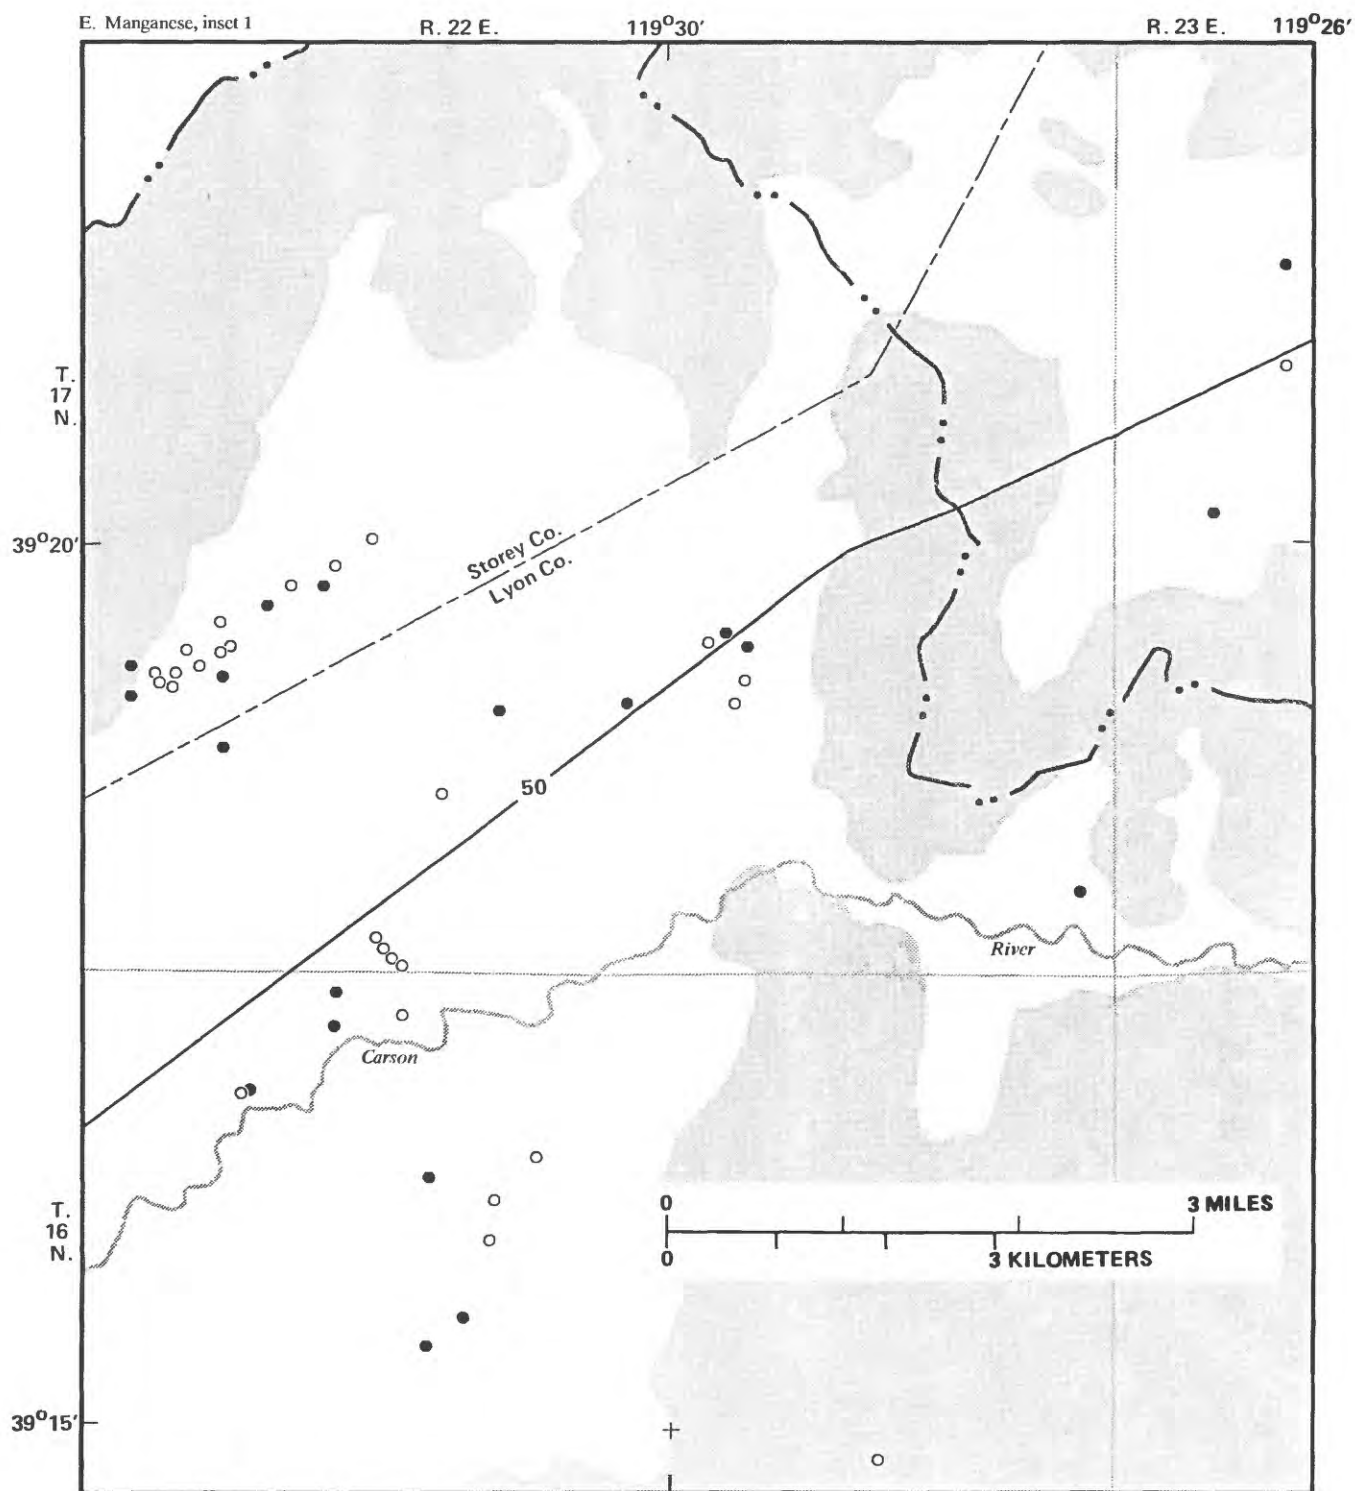 E. Manganese, inset 1
R. 22 E.
119°30'
R. 23 E.
119°26'
T.
17
N.
39°20'
Storey Co.
Lyon Co.
50
River
Carson
T.
16
N.
0
3 MILES
0
3 KILOMETERS
39°15'